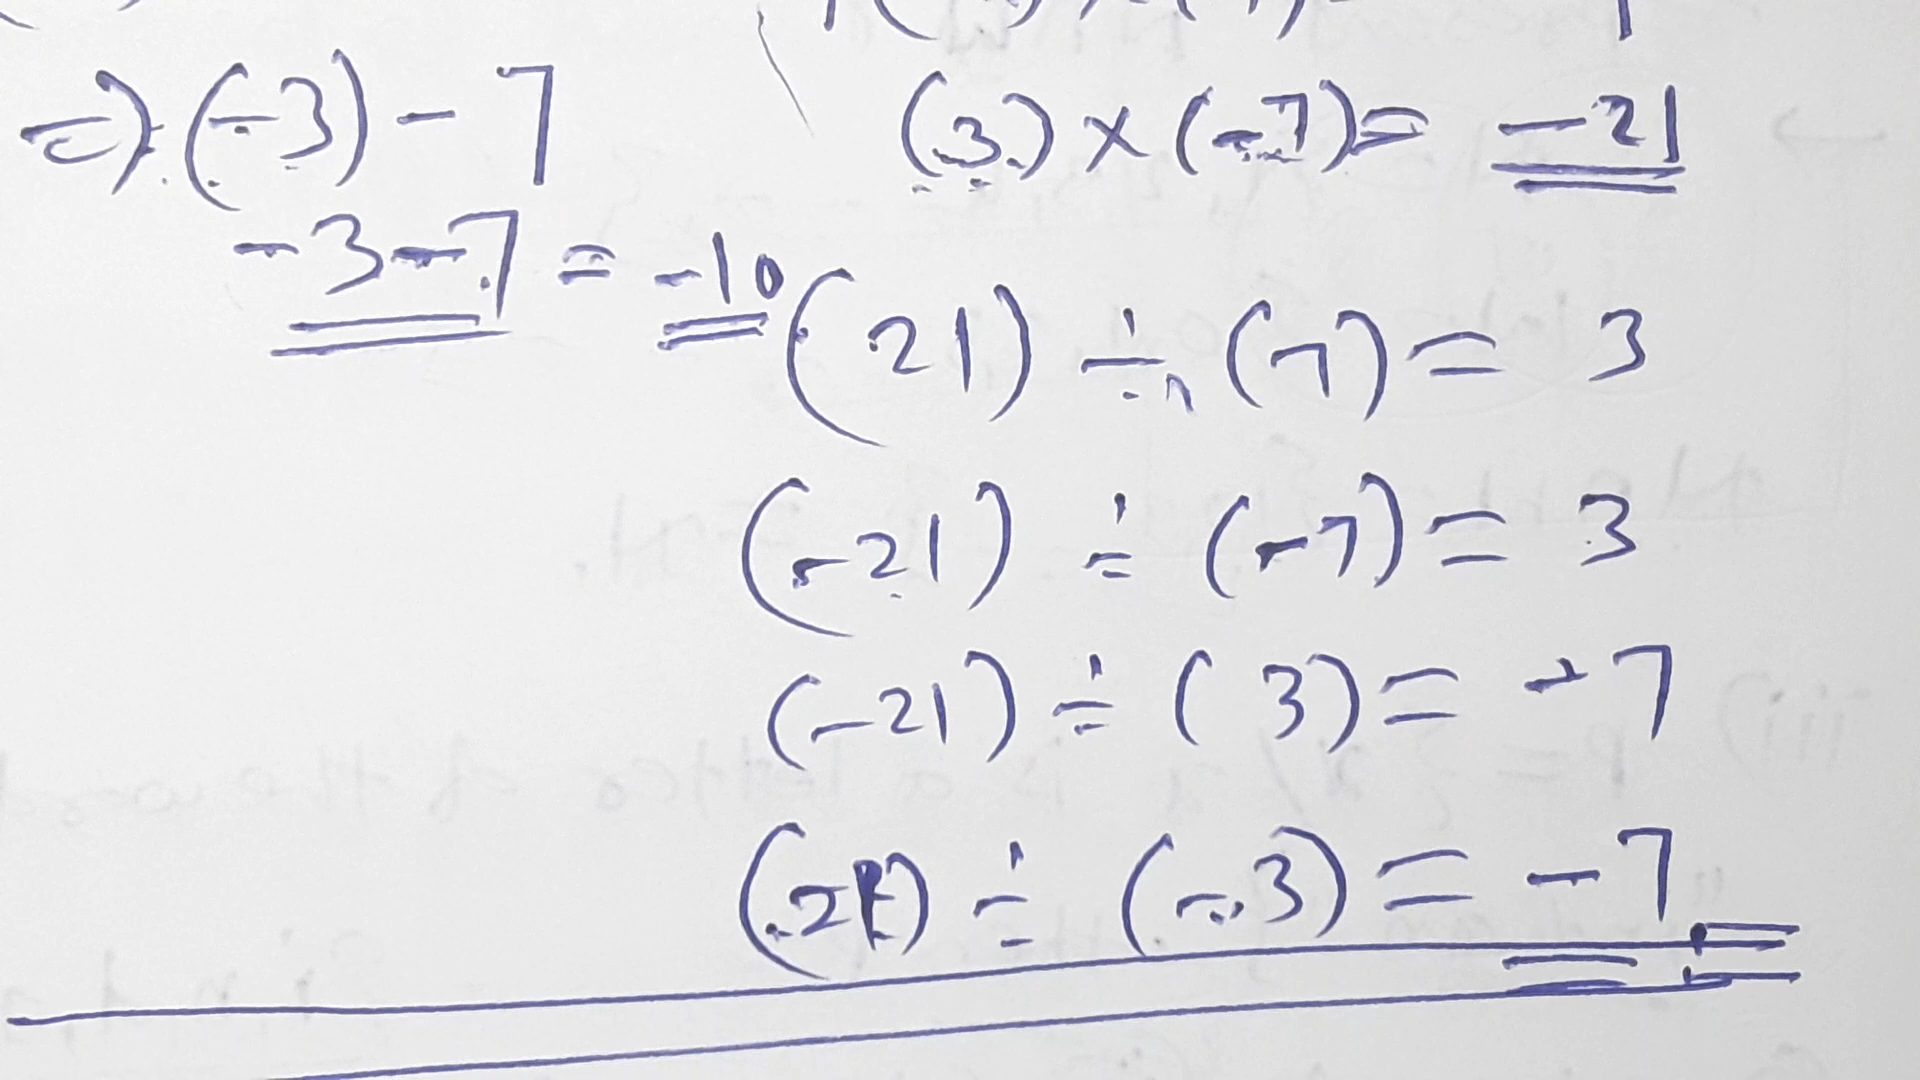 => (-3) - 7
-3 - 7 = -10
(3) × (-7) = -21
(21) ÷ (7) = 3
(-21) ÷ (-7) = 3
(-21) ÷ (3) = -7
(21) ÷ (-3) = -7